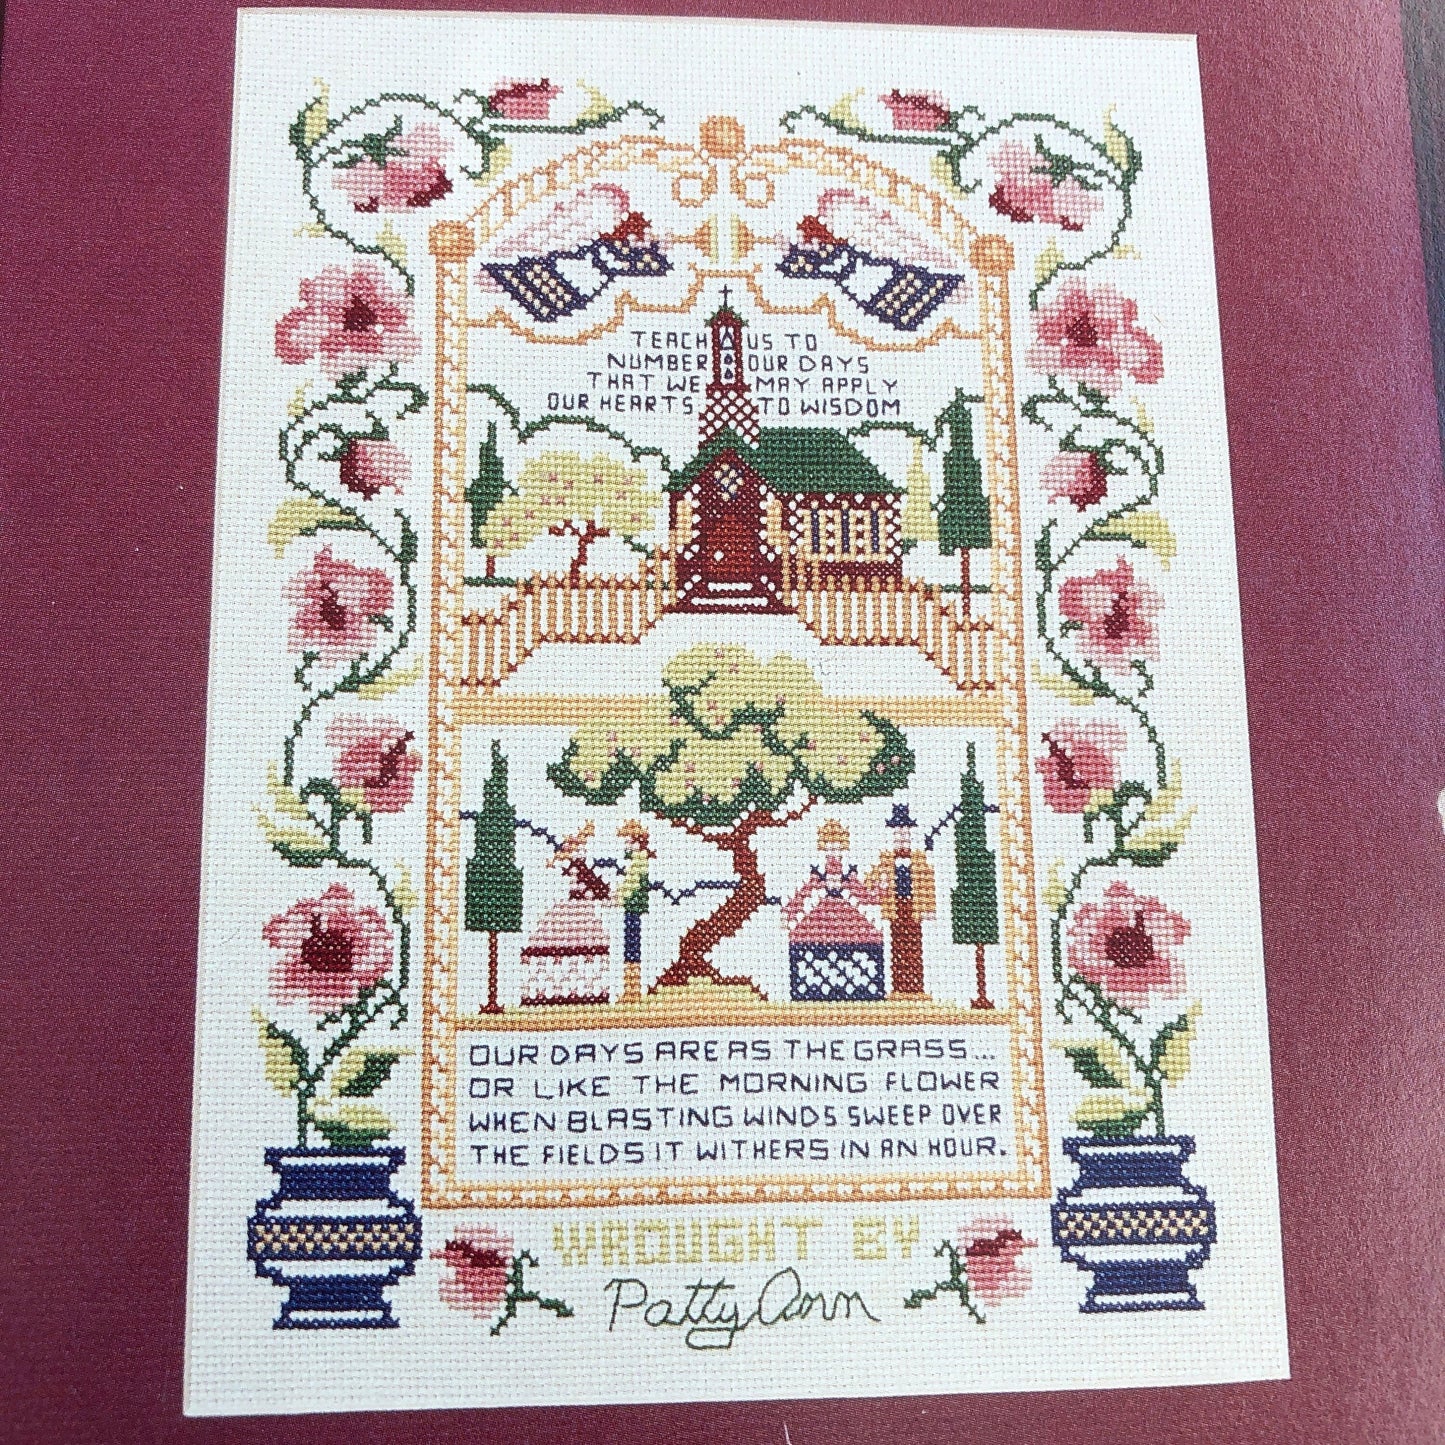 TEACH US TO
NUMBER OUR DAYS
THAT WE MAY APPLY
OUR HEARTS TO WISDOM
OUR DAYS ARE AS THE GRASS...
OR LIKE THE MORNING FLOWER
WHEN BLASTING WINDS SWEEP OVER
THE FIELDS IT WITHERS IN AN HOUR.
WROUGHT BY
Patty Ann